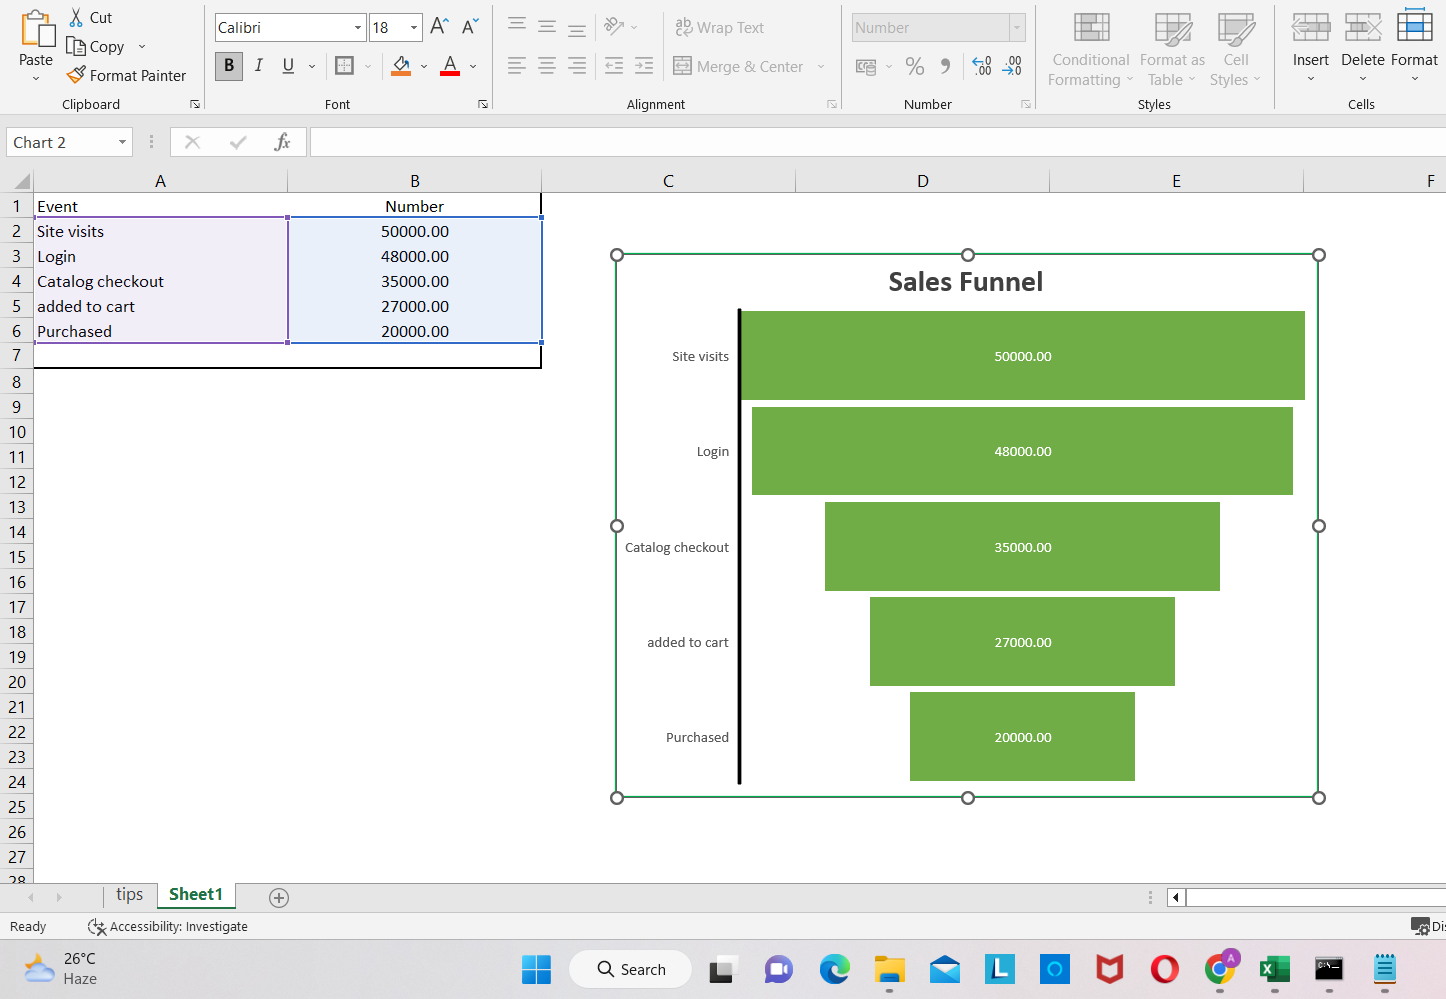 Cut
Copy
Format Painter
Paste
Clipboard
Calibri 18 A A
B I U A
Font
Wrap Text
Merge & Center
Alignment
Number
% 9 .00 .00
Number
Conditional Formatting
Format as Table
Cell Styles
Styles
Insert Delete Format
Cells
Chart 2 fx
A B C D E F
1 Event Number
2 Site visits 50000.00
3 Login 48000.00
4 Catalog checkout 35000.00
5 added to cart 27000.00
6 Purchased 20000.00
7
8
9
10
11
12
13
14
15
16
17
18
19
20
21
22
23
24
25
26
27
28
Sales Funnel
Site visits 50000.00
Login 48000.00
Catalog checkout 35000.00
added to cart 27000.00
Purchased 20000.00
tips Sheet1
Ready Accessibility: Investigate Dis
26°C
Haze
Search
L A X C:\_